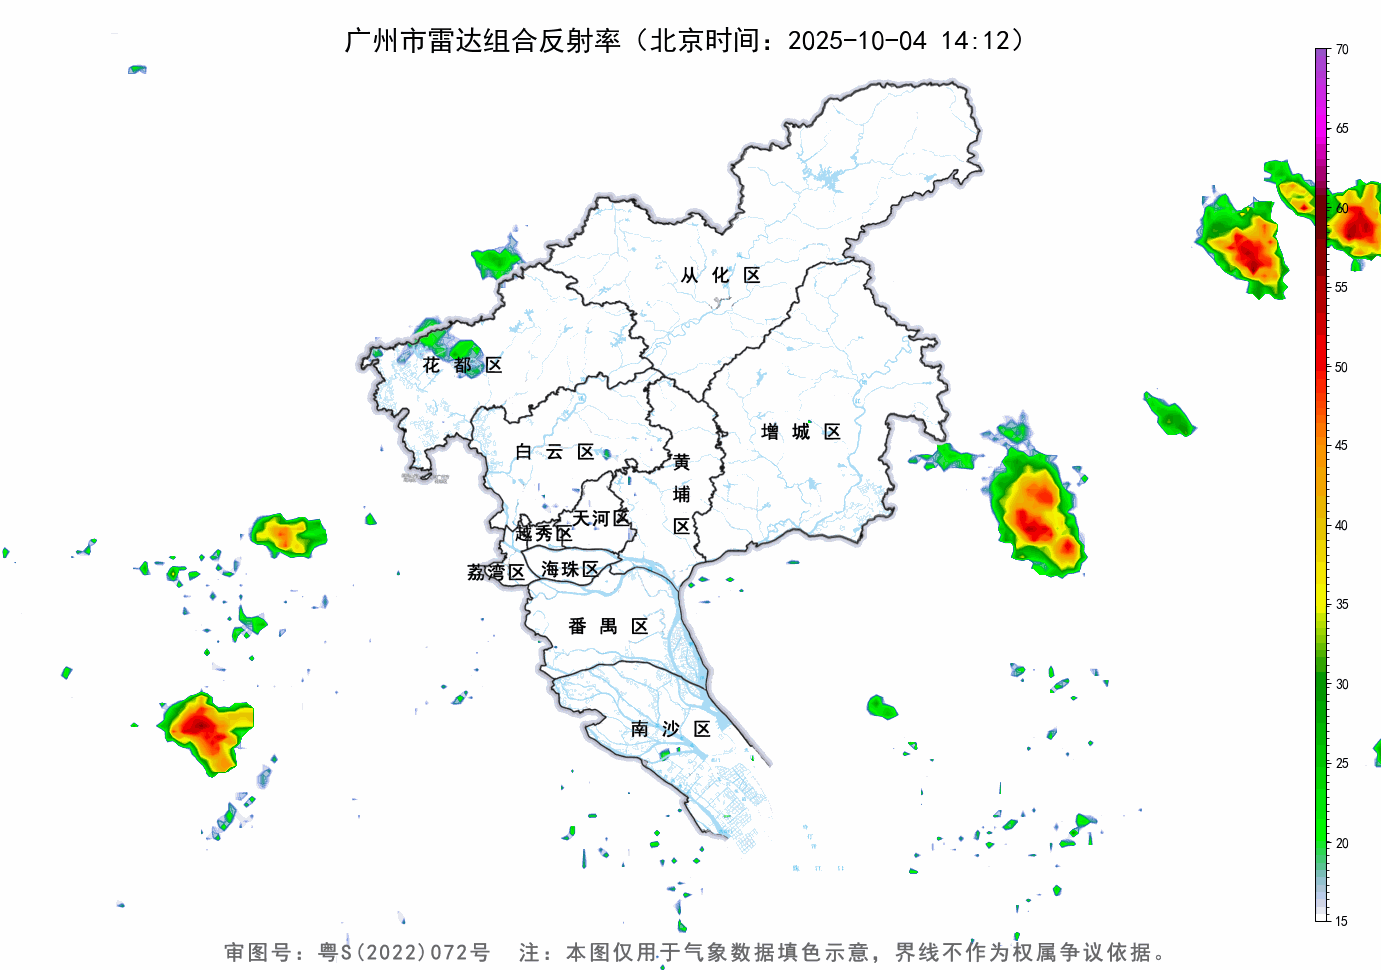 广州市雷达组合反射率（北京时间：2025-10-04 14:12）
70
65
60
55
50
45
40
35
30
25
20
15
从化区
花都区
增城区
白云区
黄埔区
天河区
越秀区
荔湾区
海珠区
番禺区
南沙区
审图号：粤S(2022)072号 注：本图仅用于气象数据填色示意，界线不作为权属争议依据。